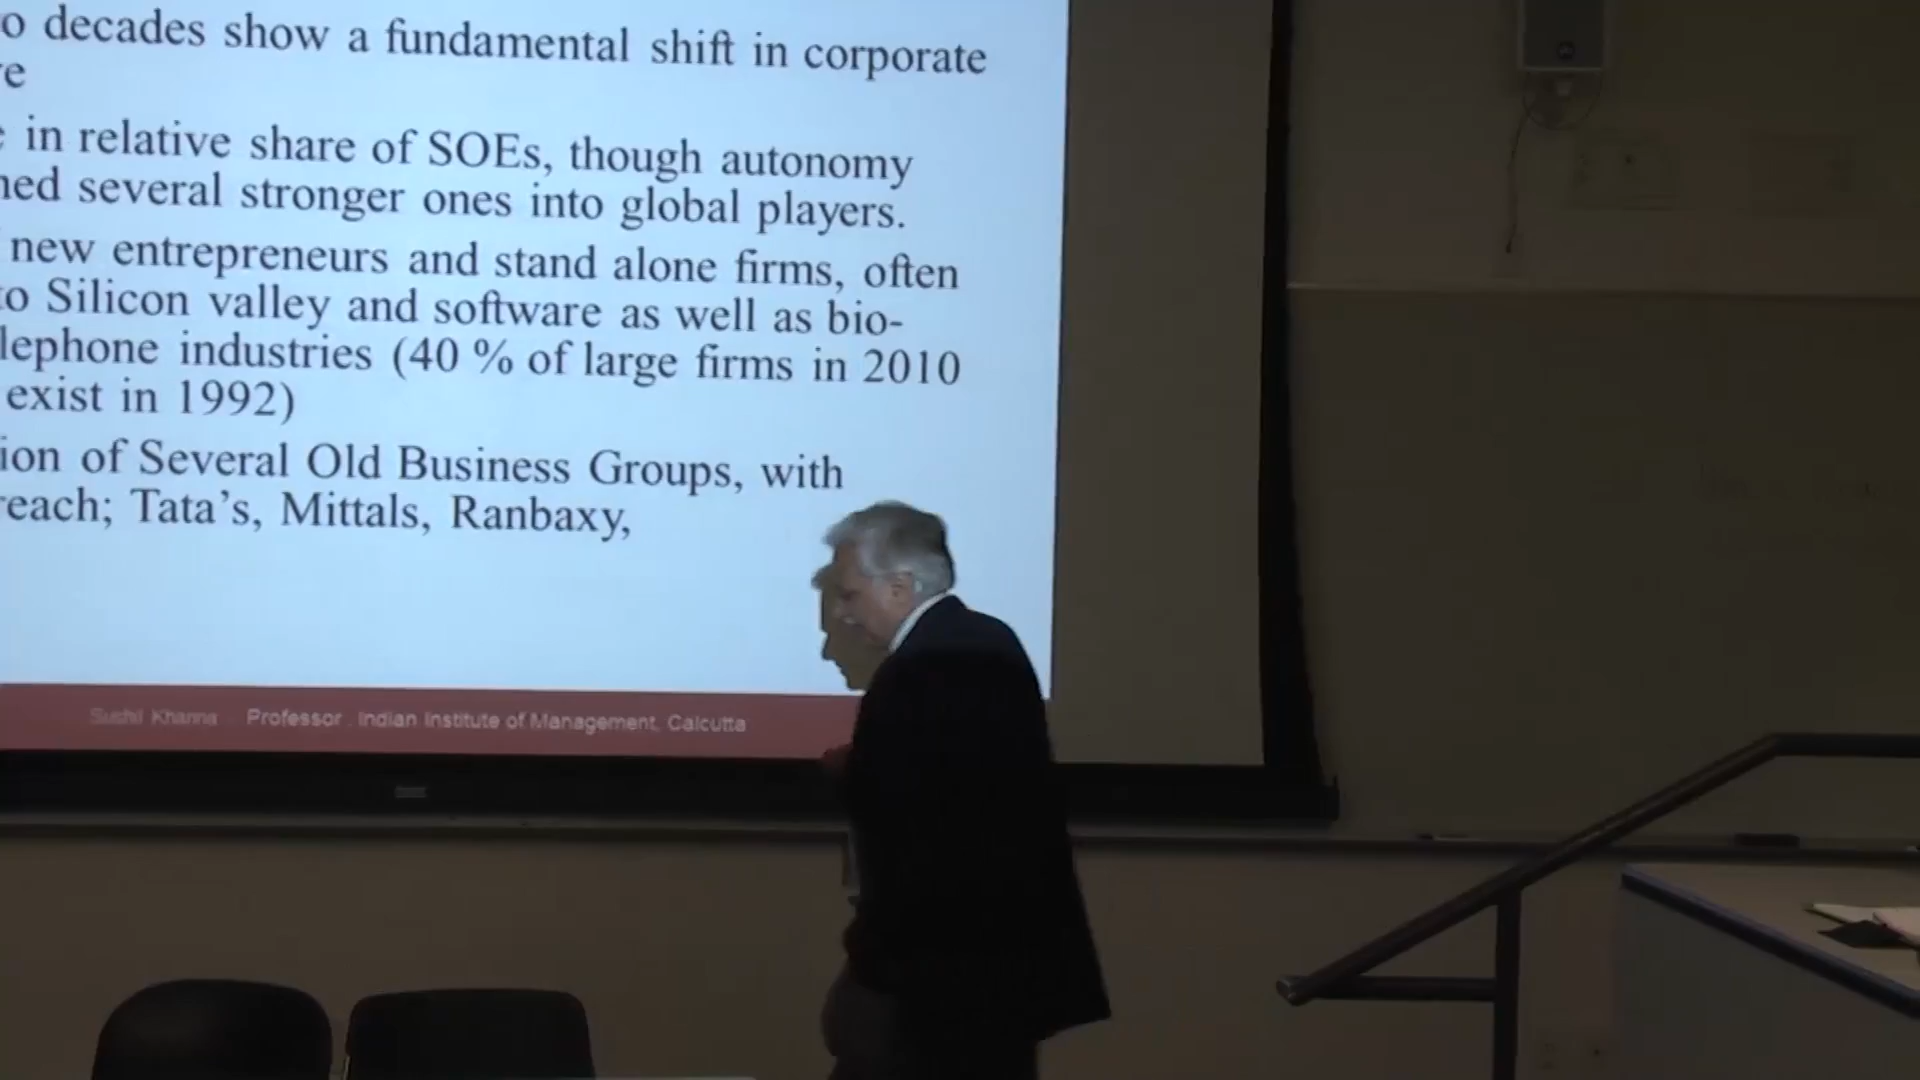 o decades show a fundamental shift in corporate
re
in relative share of SOEs, though autonomy
ned several stronger ones into global players.
new entrepreneurs and stand alone firms, often
to Silicon valley and software as well as bio-
lephone industries (40 % of large firms in 2010
exist in 1992)
ion of Several Old Business Groups, with
reach; Tata's, Mittals, Ranbaxy,
Sushil Khanna Professor . Indian Institute of Management, Calcutta